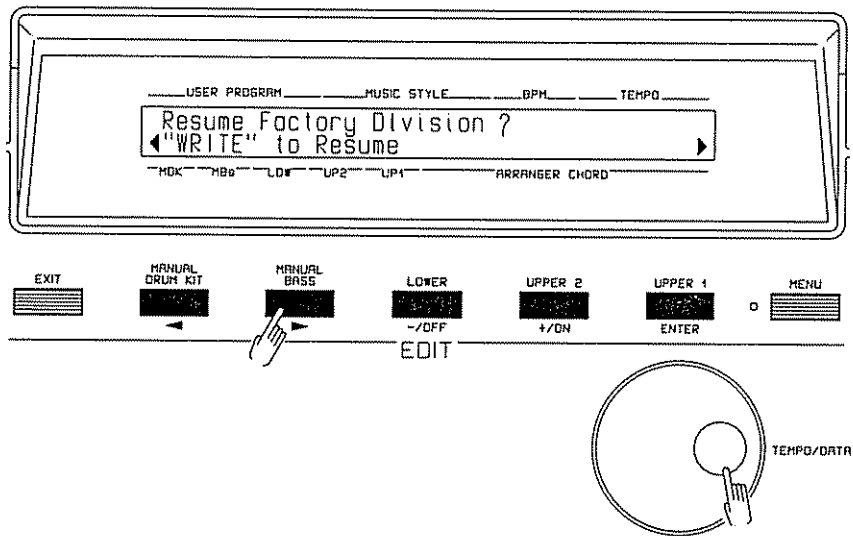 USER PROGRAM MUSIC STYLE BPM TEMPO
Resume Factory Division ?
"WRITE" to Resume
MDK MBs LOW UP2 UP1 ARRANGER CHORD
EXIT
MANUAL DRUM KIT
MANUAL BASS
LOWER
UPPER 2
UPPER 1
MENU
-/OFF
+/ON
ENTER
EDIT
TEMPO/DATA